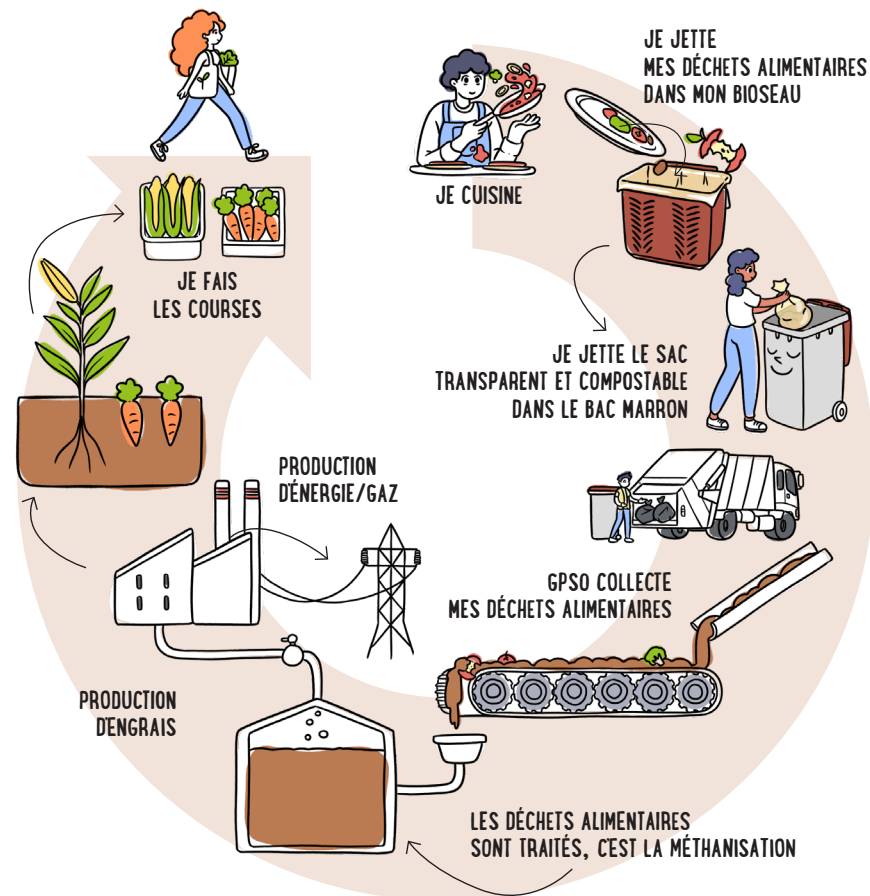 JE JETTE
MES DÉCHETS ALIMENTAIRES
DANS MON BIOSEAU
JE CUISINE
JE FAIS
LES COURSES
JE JETTE LE SAC
TRANSPARENT ET COMPOSTABLE
DANS LE BAC MARRON
PRODUCTION
D'ÉNERGIE/GAZ
GPSO COLLECTE
MES DÉCHETS ALIMENTAIRES
PRODUCTION
D'ENGRAIS
LES DÉCHETS ALIMENTAIRES
SONT TRAITÉS, C'EST LA MÉTHANISATION